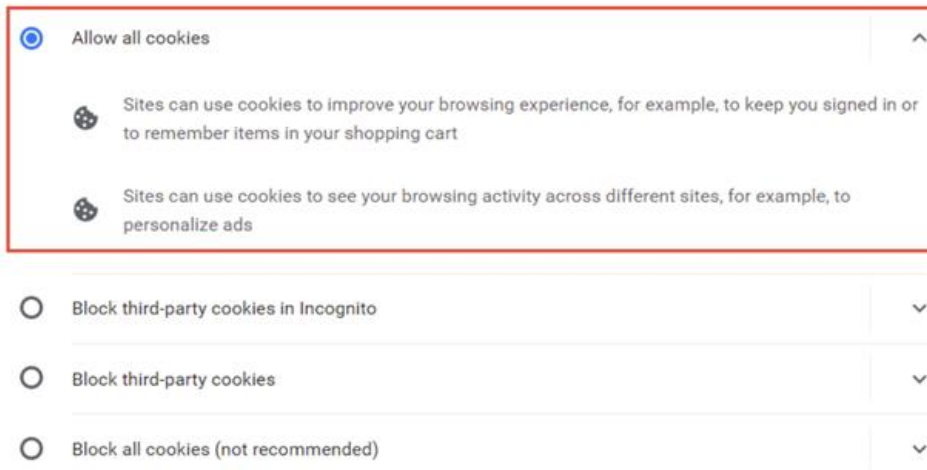 Allow all cookies
Sites can use cookies to improve your browsing experience, for example, to keep you signed in or
to remember items in your shopping cart
Sites can use cookies to see your browsing activity across different sites, for example, to
personalize ads
Block third-party cookies in Incognito
Block third-party cookies
Block all cookies (not recommended)